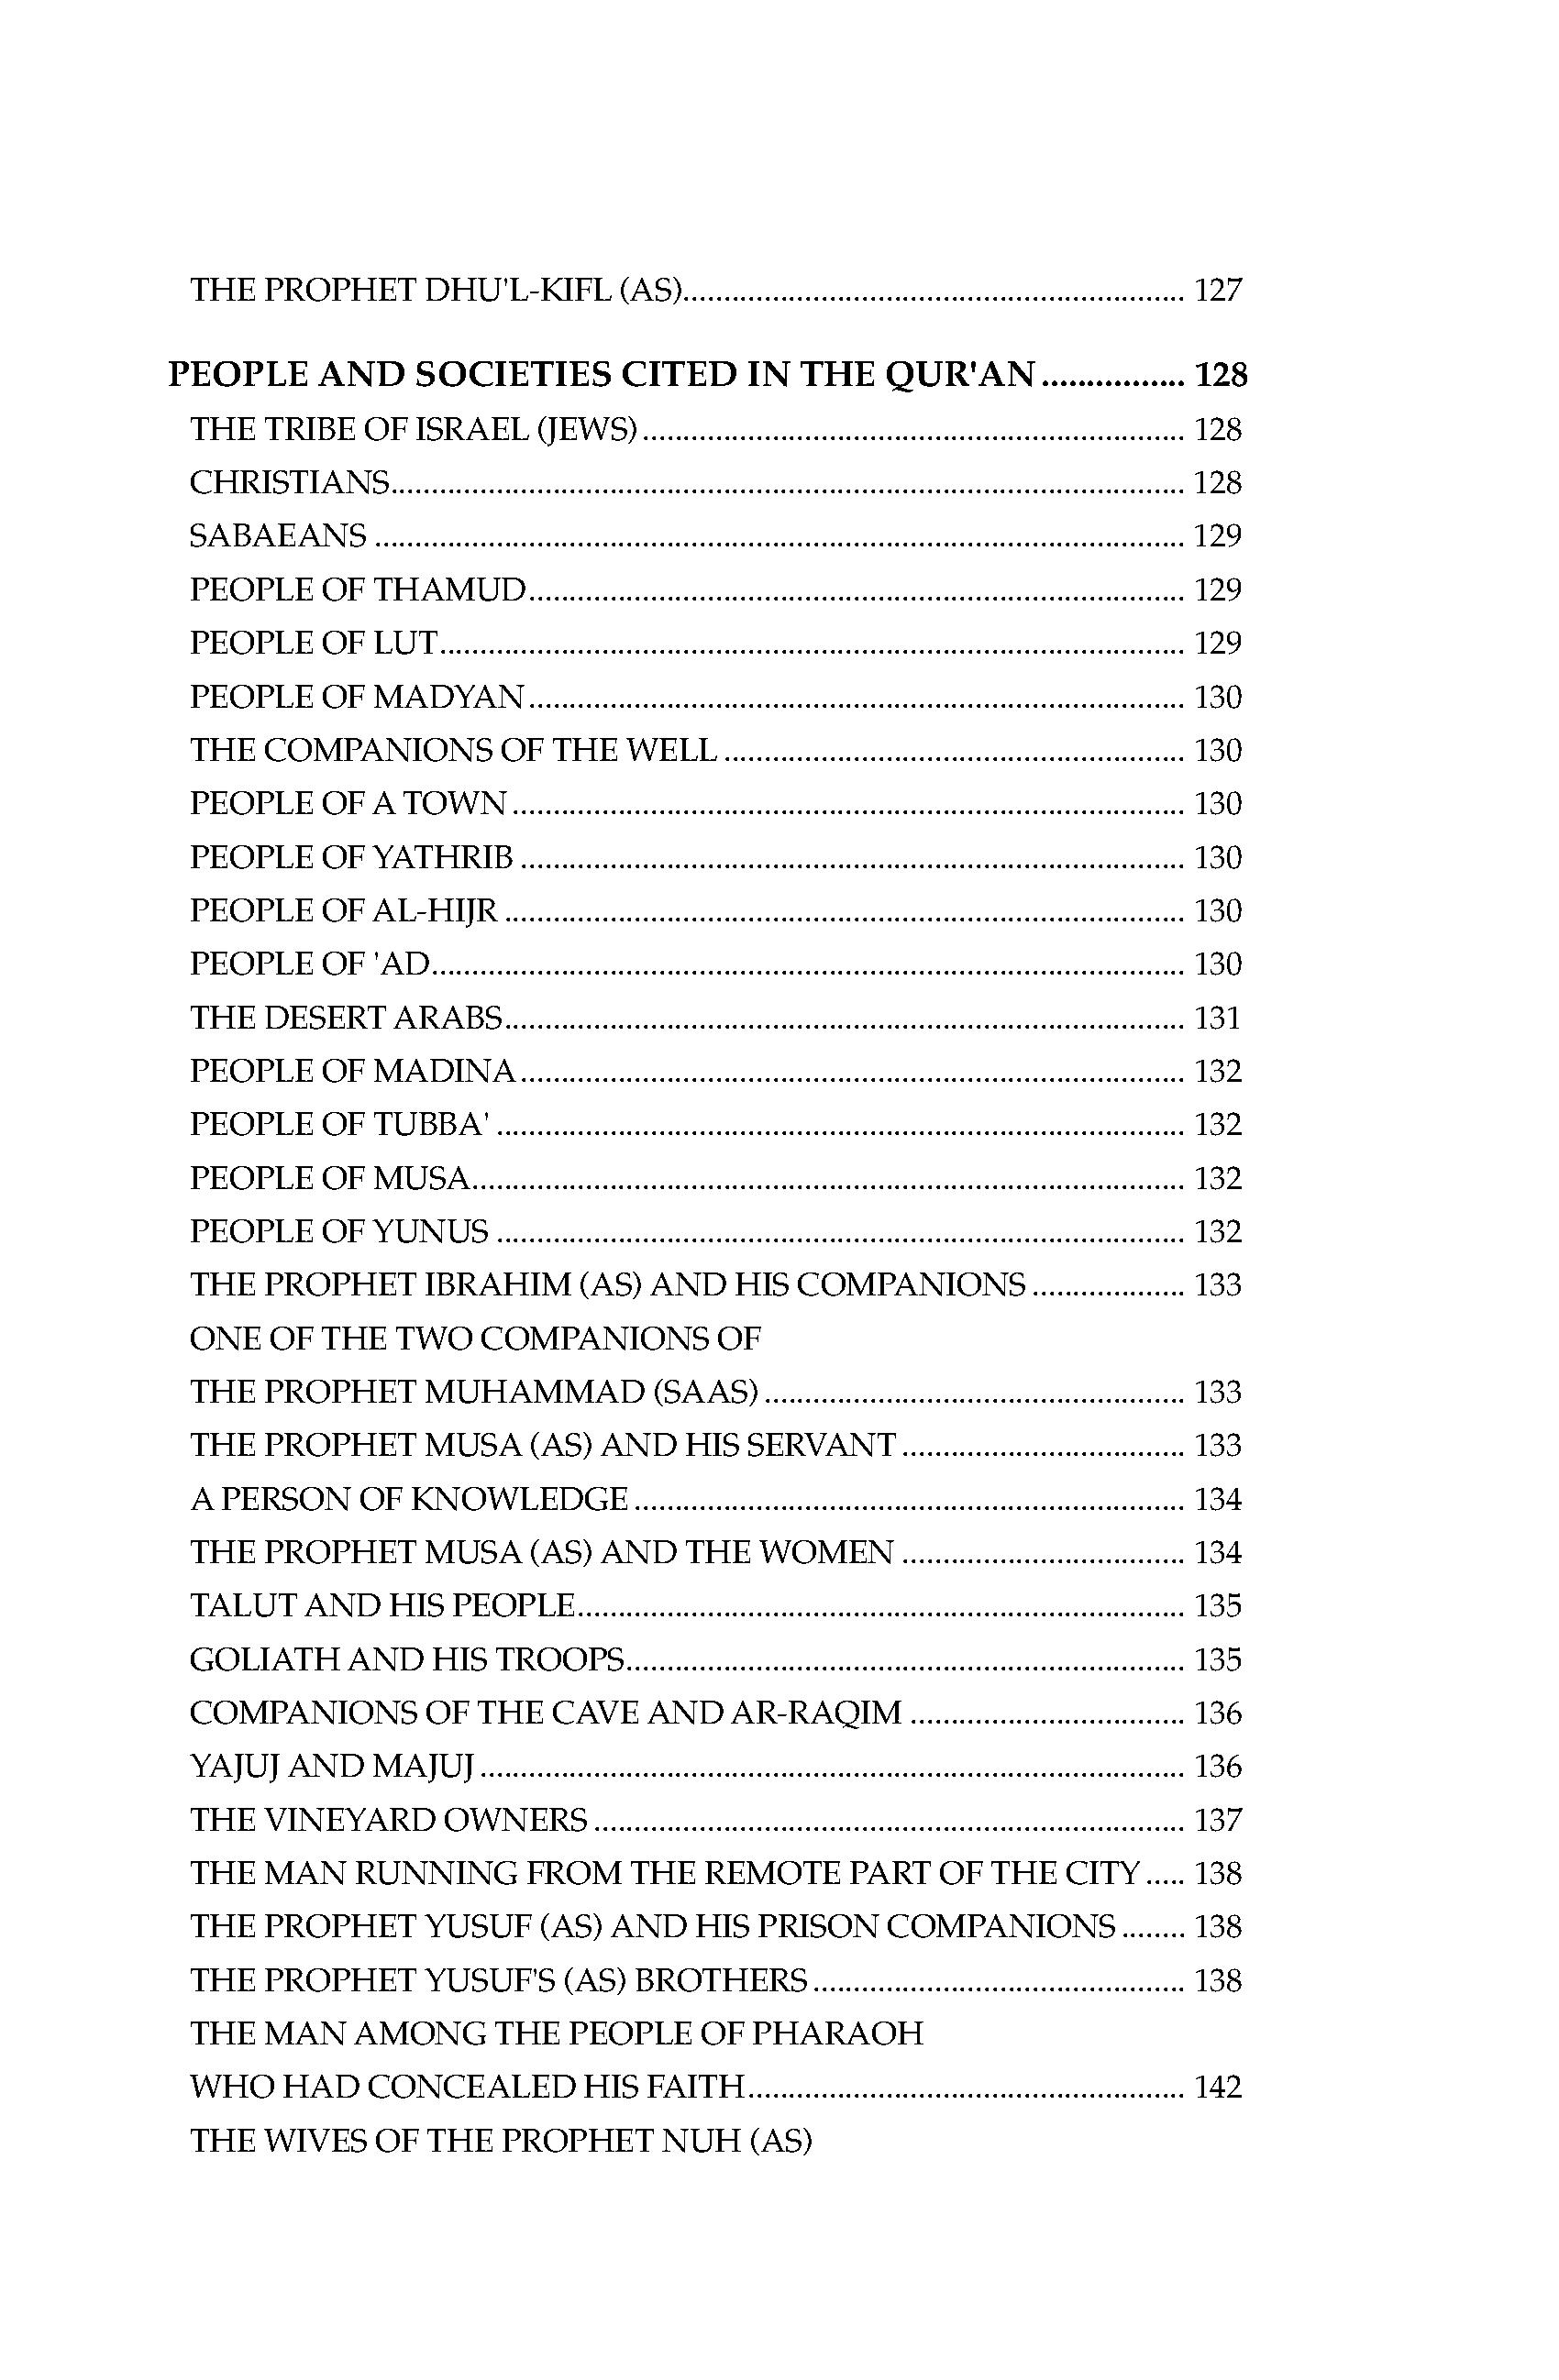 THE PROPHET DHU'L-KIFL (AS)............................................................. 127
PEOPLE AND SOCIETIES CITED IN THE QUR'AN ................ 128
THE TRIBE OF ISRAEL (JEWS) .................................................................. 128
CHRISTIANS................................................................................................. 128
SABAEANS ................................................................................................... 129
PEOPLE OF THAMUD................................................................................ 129
PEOPLE OF LUT........................................................................................... 129
PEOPLE OF MADYAN ................................................................................ 130
THE COMPANIONS OF THE WELL ........................................................ 130
PEOPLE OF A TOWN .................................................................................. 130
PEOPLE OF YATHRIB ................................................................................. 130
PEOPLE OF AL-HIJR ................................................................................... 130
PEOPLE OF 'AD............................................................................................ 130
THE DESERT ARABS................................................................................... 131
PEOPLE OF MADINA ................................................................................. 132
PEOPLE OF TUBBA' .................................................................................... 132
PEOPLE OF MUSA....................................................................................... 132
PEOPLE OF YUNUS .................................................................................... 132
THE PROPHET IBRAHIM (AS) AND HIS COMPANIONS ................... 133
ONE OF THE TWO COMPANIONS OF
THE PROPHET MUHAMMAD (SAAS) ................................................... 133
THE PROPHET MUSA (AS) AND HIS SERVANT .................................. 133
A PERSON OF KNOWLEDGE ................................................................... 134
THE PROPHET MUSA (AS) AND THE WOMEN .................................. 134
TALUT AND HIS PEOPLE.......................................................................... 135
GOLIATH AND HIS TROOPS.................................................................... 135
COMPANIONS OF THE CAVE AND AR-RAQIM ................................. 136
YAJUJ AND MAJUJ ...................................................................................... 136
THE VINEYARD OWNERS ........................................................................ 137
THE MAN RUNNING FROM THE REMOTE PART OF THE CITY ..... 138
THE PROPHET YUSUF (AS) AND HIS PRISON COMPANIONS ........ 138
THE PROPHET YUSUF'S (AS) BROTHERS ............................................. 138
THE MAN AMONG THE PEOPLE OF PHARAOH
WHO HAD CONCEALED HIS FAITH..................................................... 142
THE WIVES OF THE PROPHET NUH (AS)